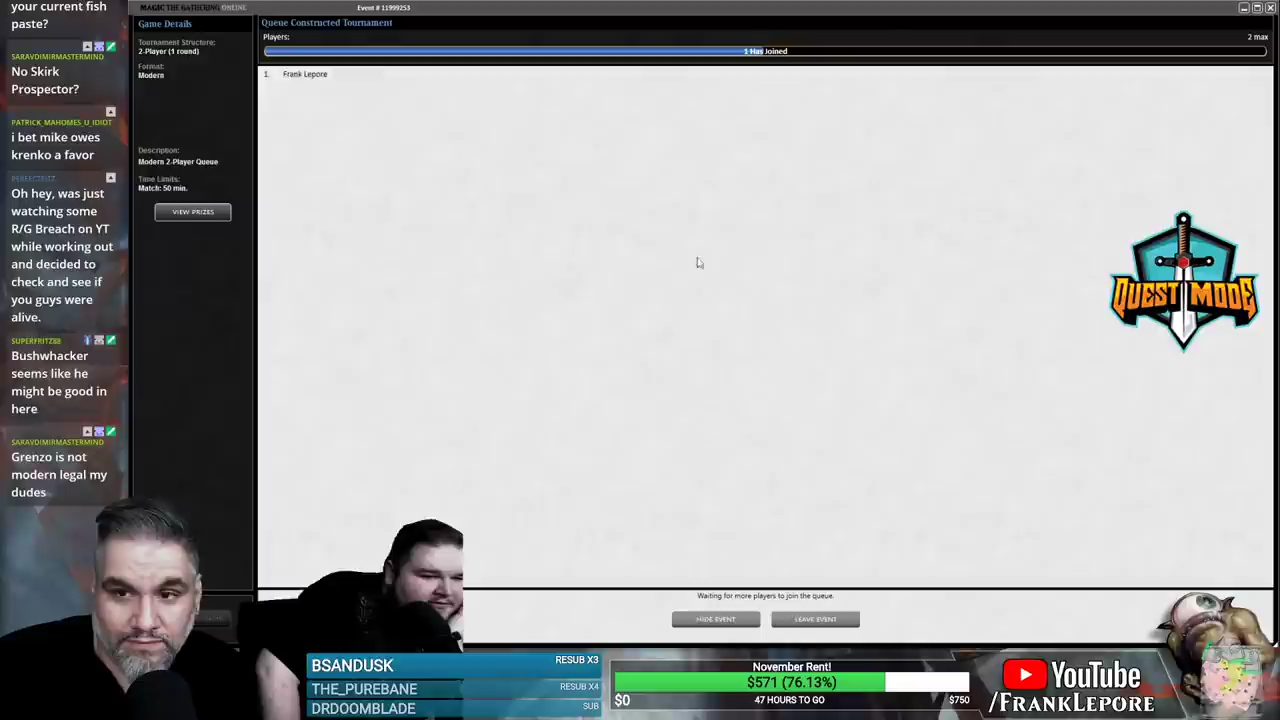 your current fish
paste?
SARAVDIMIRMASTERMIND
No Skirk
Prospector?
PATRICK_MAHOMES_U_IDIOT
i bet mike owes
krenko a favor
Oh hey, was just
watching some
R/G Breach on YT
while working out
and decided to
check and see if
you guys were
alive.
SUPERFRITZ88
Bushwhacker
seems like he
might be good in
here
SARAVDIMIRMASTERMIND
Grenzo is not
modern legal my
dudes
MAGIC THE GATHERING ONLINE
Event # 11999253
Game Details
Tournament Structure:
2-Player (1 round)
Format:
Modern
Description:
Modern 2-Player Queue
Time Limits:
Match: 50 min.
VIEW PRIZES
Queue Constructed Tournament
Players:
2 max
1 Has Joined
1. Frank Lepore
QUEST MODE
Waiting for more players to join the queue.
HIDE EVENT
LEAVE EVENT
BSANDUSK RESUB X3
THE_PUREBANE RESUB X4
DRDOOMBLADE SUB
November Rent!
$571 (76.13%)
$0 47 HOURS TO GO $750
YouTube
/FRANKLEPORE